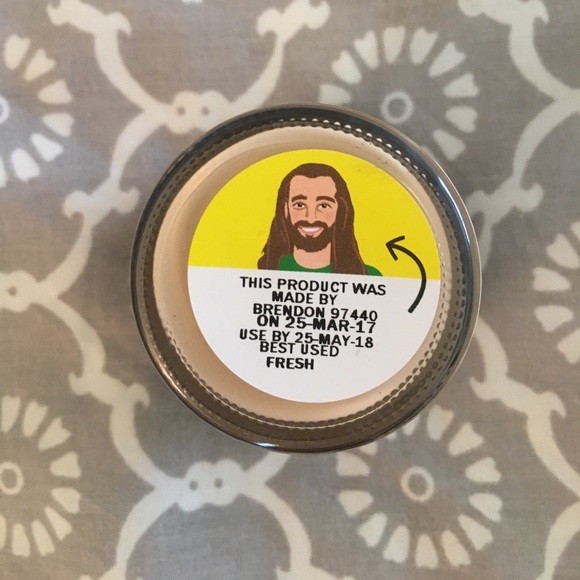 THIS PRODUCT WAS
MADE BY
BRENDON 97440
ON 25-MAR-17
USE BY 25-MAY-18
BEST USED
FRESH